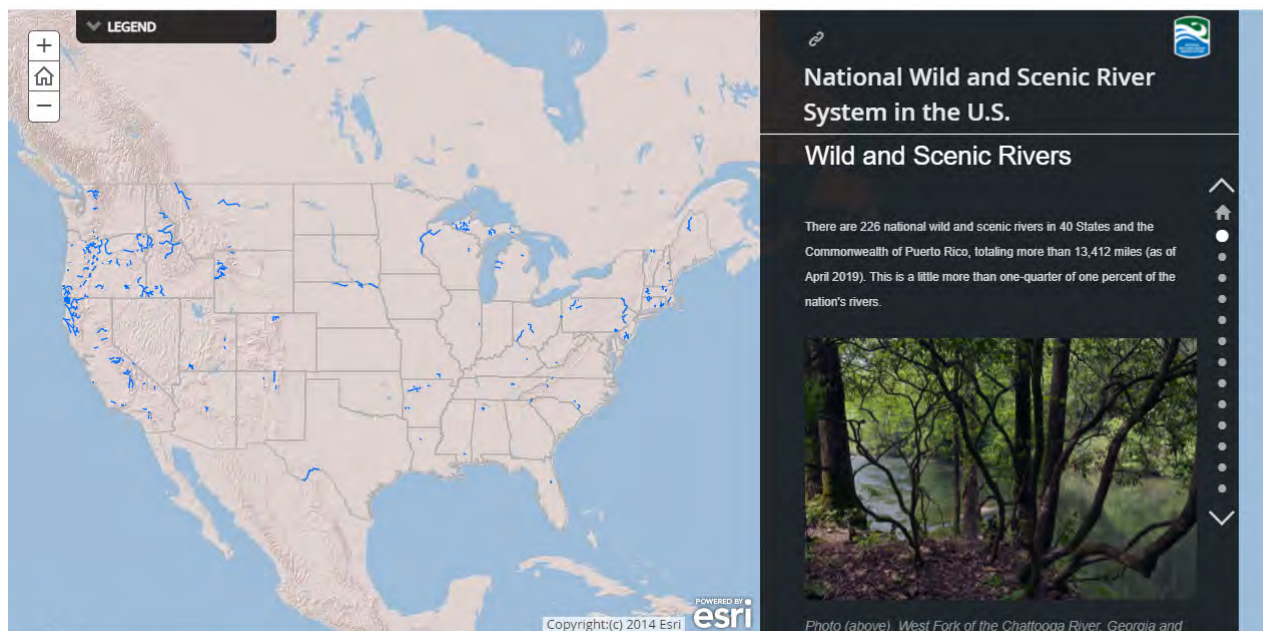 LEGEND
National Wild and Scenic River
System in the U.S.
Wild and Scenic Rivers
There are 226 national wild and scenic rivers in 40 States and the
Commonwealth of Puerto Rico, totaling more than 13,412 miles (as of
April 2019). This is a little more than one-quarter of one percent of the
nation's rivers.
Photo (above). West Fork of the Chattooga River, Georgia and
POWERED BY
esri
Copyright:(c) 2014 Esri